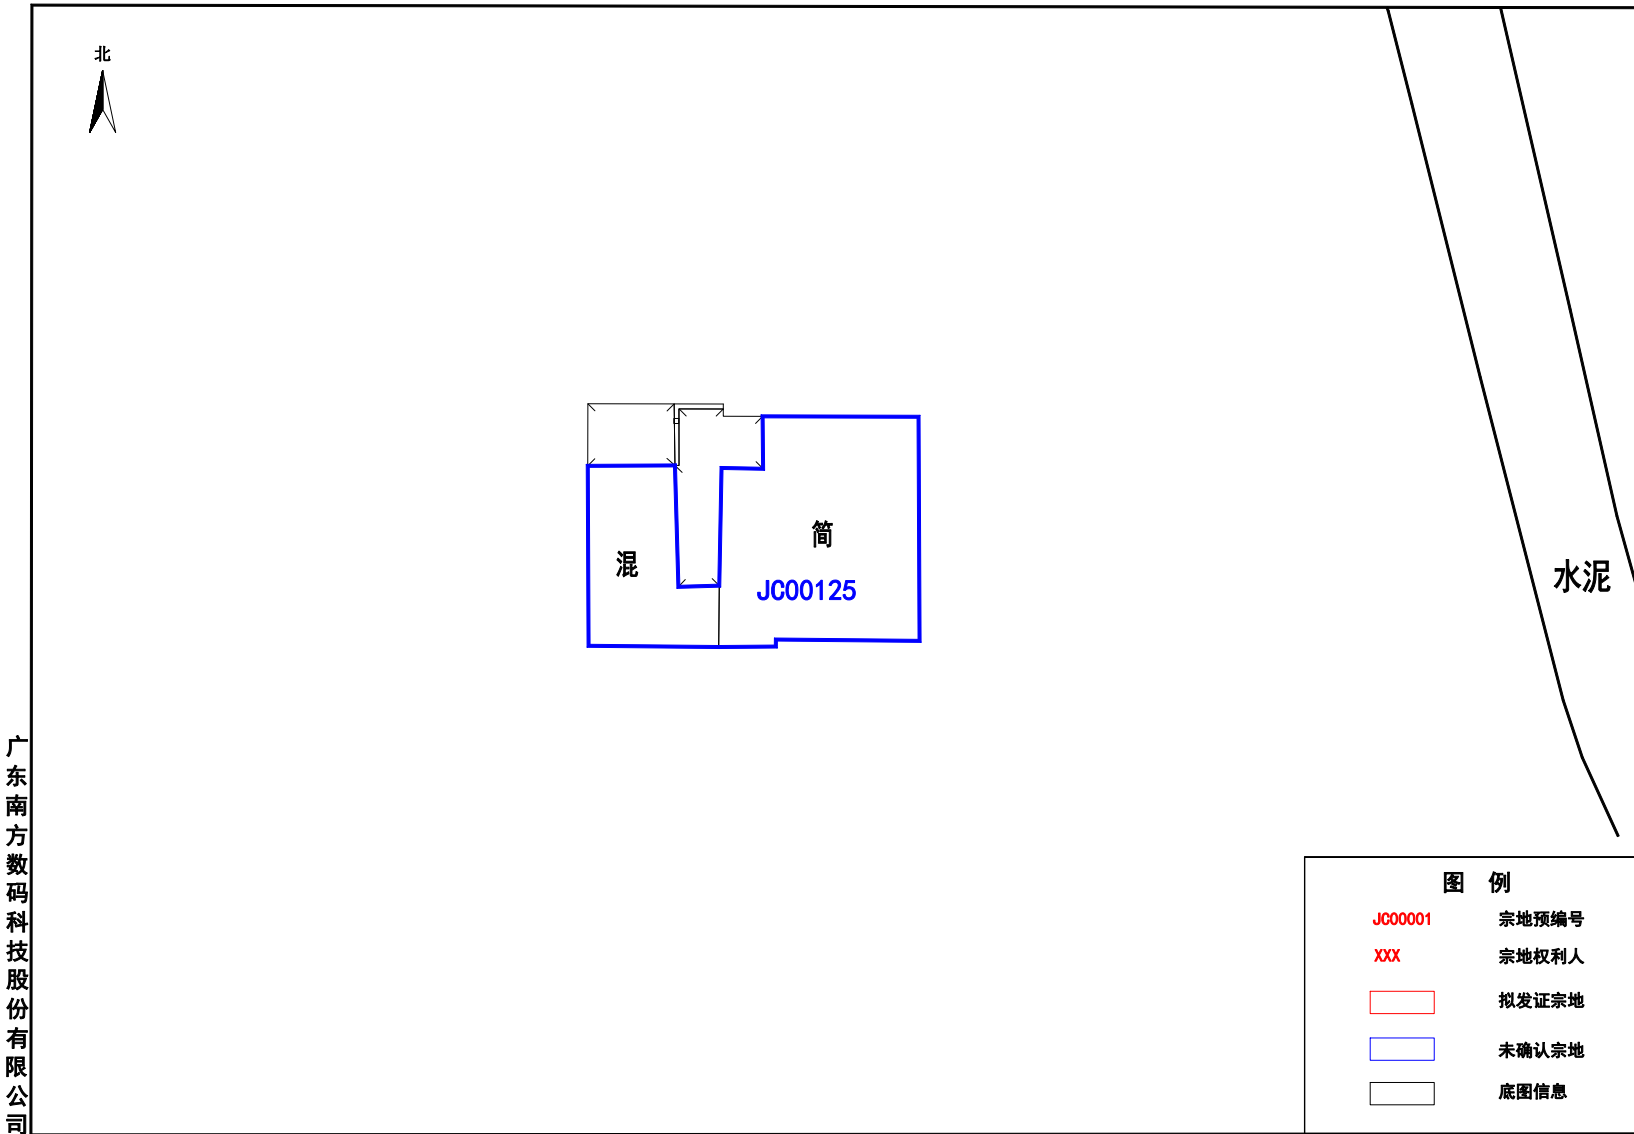 北
混
简
JC00125
水泥
广东南方数码科技股份有限公司
图 例
JC00001 宗地预编号
XXX 宗地权利人
拟发证宗地
未确认宗地
底图信息